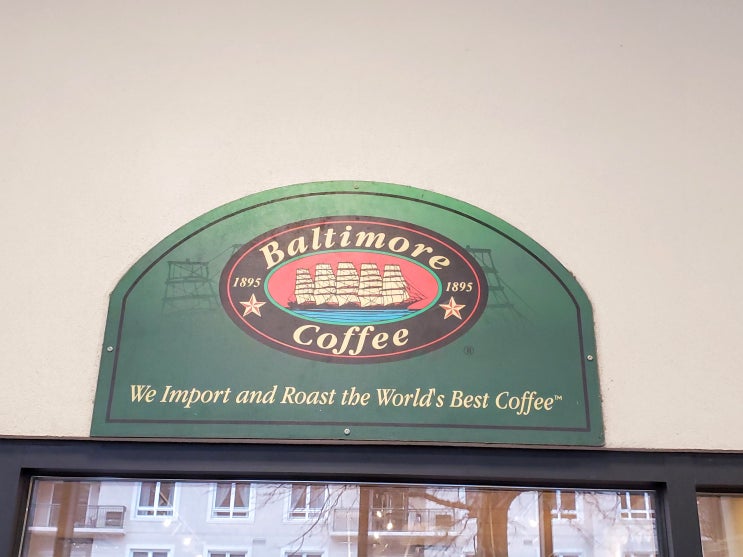 Baltimore
1895 1895
Coffee
®
We Import and Roast the World's Best Coffee™